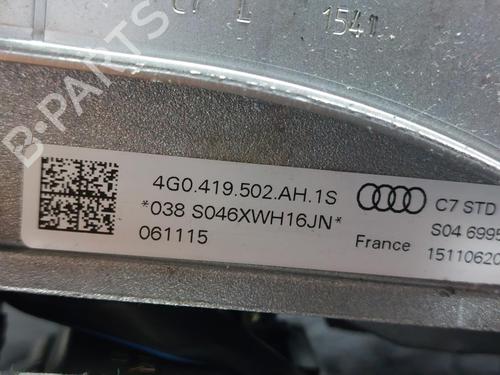 C7 L 1541
B-PARTS
4G0.419.502.AH.1S C7 STD
*038 S046XWH16JN* S04 6995
061115 France 15110620